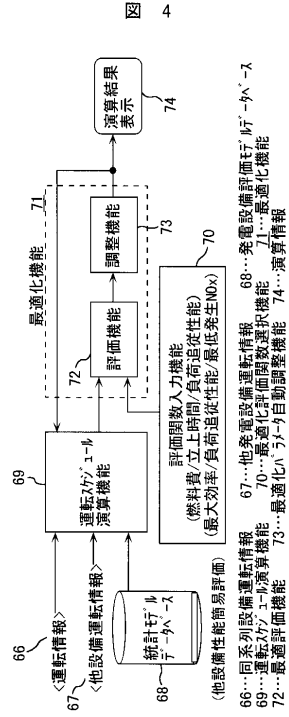 図 4
66
<運転情報>
<他設備運転情報>
67
統計モデル
データベース
68
(他設備性能簡易評価)
69
運転スケジュール
演算機能
最適化機能
71
評価機能
72
調整機能
73
演算結果
表示
74
評価関数入力機能
(燃料費/立上時間/負荷追従性能)
(最大効率/負荷追従性能/最低発生NOx)
70
66…同系列設備運転情報 67…他発電設備運転情報 68…発電設備評価モデルデータベース
69…運転スケジュール演算機能 70…最適化評価関数選択機能 71…最適化機能
72…最適評価機能 73…最適化パラメータ自動調整機能 74…演算情報